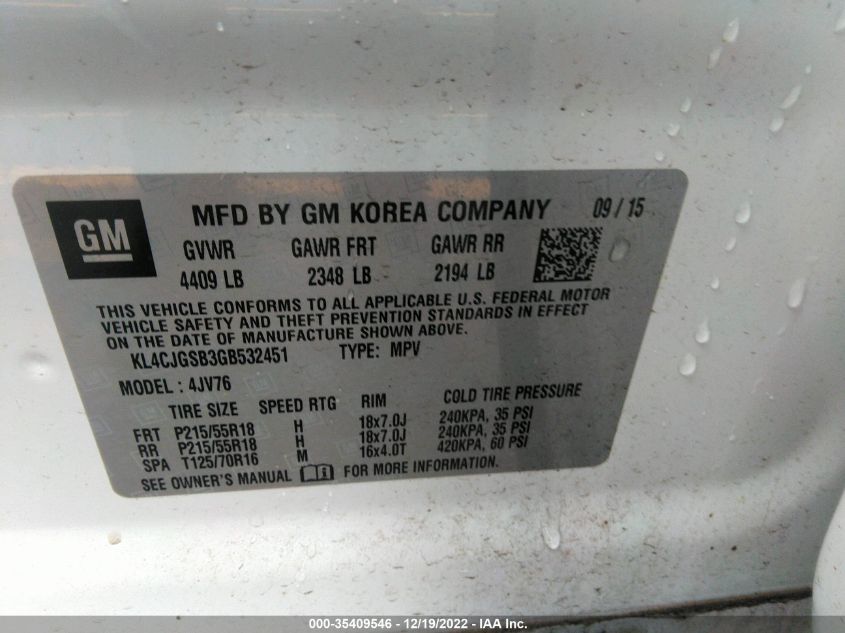 GM
MFD BY GM KOREA COMPANY 09/15
GVWR GAWR FRT GAWR RR
4409 LB 2348 LB 2194 LB
THIS VEHICLE CONFORMS TO ALL APPLICABLE U.S. FEDERAL MOTOR
VEHICLE SAFETY AND THEFT PREVENTION STANDARDS IN EFFECT
ON THE DATE OF MANUFACTURE SHOWN ABOVE.
KL4CJGSB3GB532451 TYPE: MPV
MODEL: 4JV76
TIRE SIZE SPEED RTG RIM COLD TIRE PRESSURE
FRT P215/55R18 H 18x7.0J 240KPA, 35 PSI
RR P215/55R18 H 18x7.0J 240KPA, 35 PSI
SPA T125/70R16 M 16x4.0T 420KPA, 60 PSI
SEE OWNER'S MANUAL FOR MORE INFORMATION.
000-35409546 - 12/19/2022 - IAA Inc.